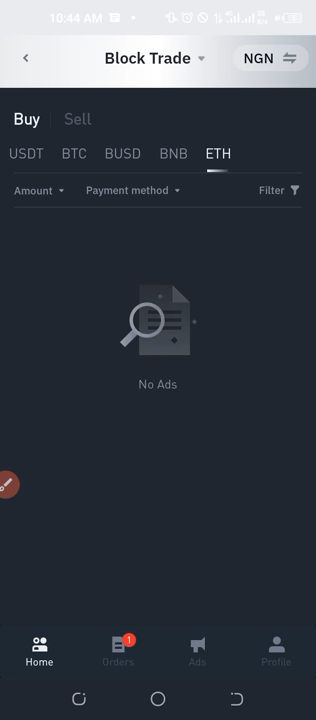 10:44 AM
Block Trade
NGN
Buy Sell
USDT BTC BUSD BNB ETH
Amount Payment method Filter
No Ads
1
Home Orders Ads Profile